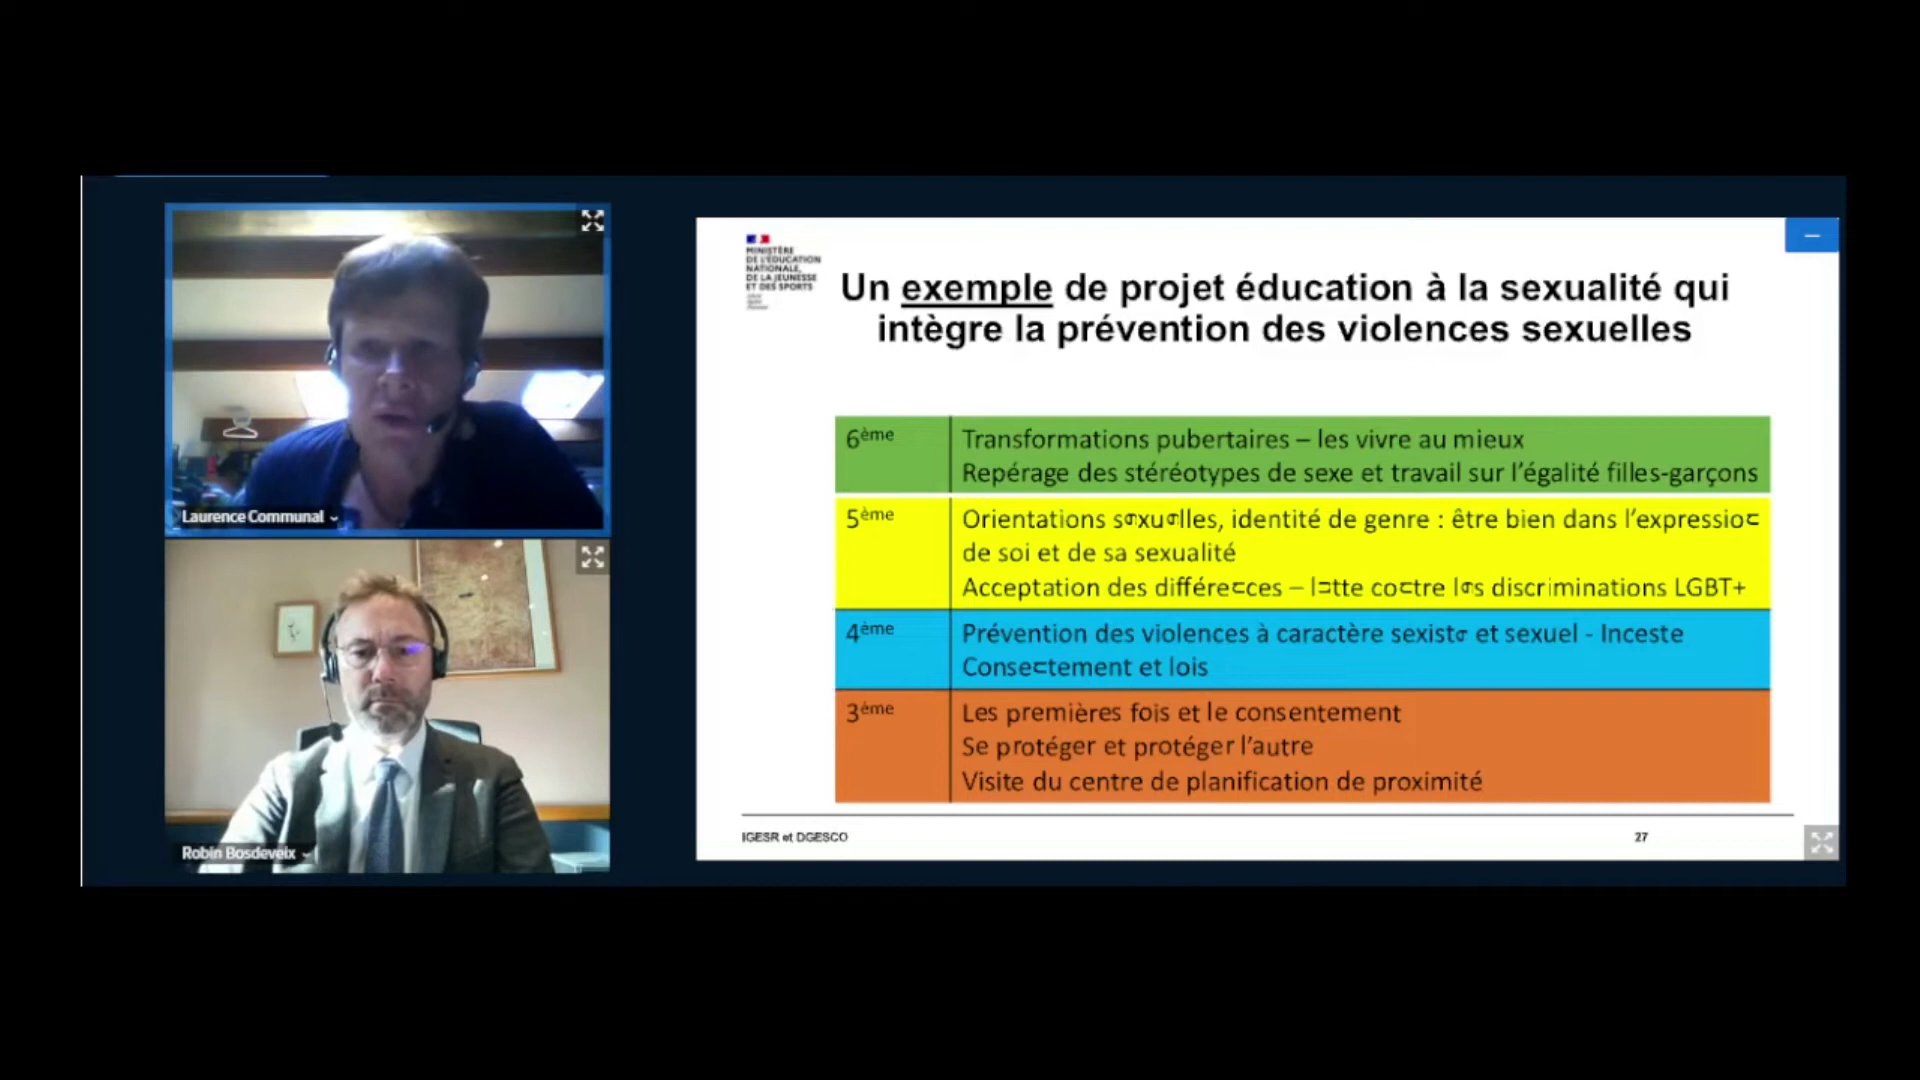 Laurence Communal
Robin Bosdeveix
MINISTÈRE
DE L'ÉDUCATION
NATIONALE,
DE LA JEUNESSE
ET DES SPORTS
Un exemple de projet éducation à la sexualité qui
intègre la prévention des violences sexuelles
6ème
Transformations pubertaires – les vivre au mieux
Repérage des stéréotypes de sexe et travail sur l'égalité filles-garçons
5ème
Orientations sexuelles, identité de genre : être bien dans l'expression
de soi et de sa sexualité
Acceptation des différences – lutte contre les discriminations LGBT+
4ème
Prévention des violences à caractère sexiste et sexuel - Inceste
Consentement et lois
3ème
Les premières fois et le consentement
Se protéger et protéger l'autre
Visite du centre de planification de proximité
IGESR et DGESCO
27